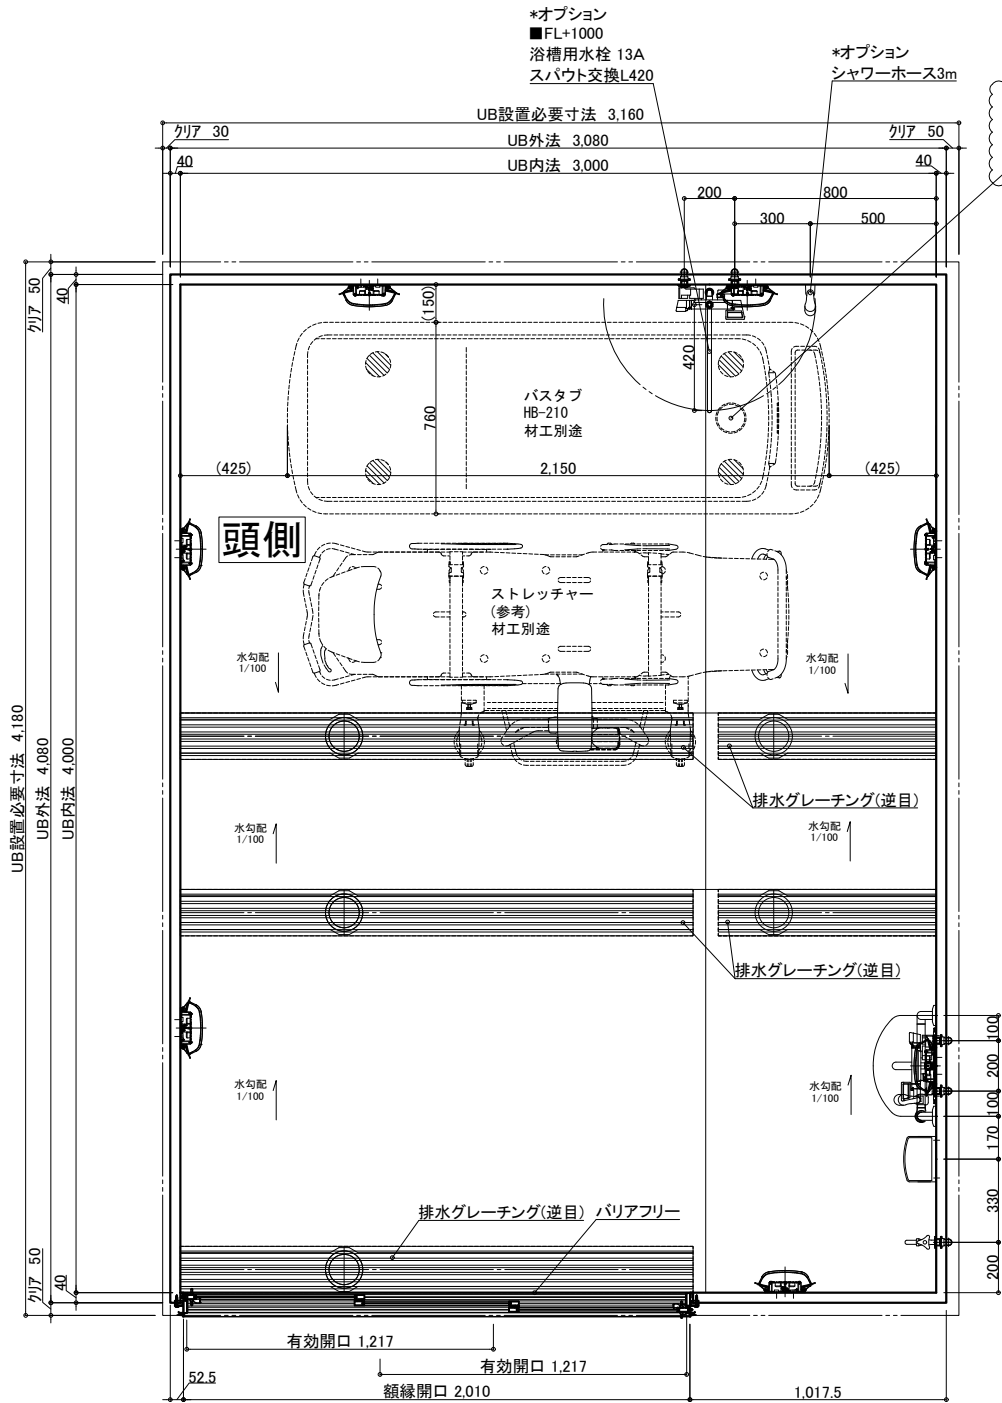 *オプション
■FL+1000
浴槽用水栓 13A
スパウト交換L420
*オプション
シャワーホース3m
UB設置必要寸法 3,160
クリア 30
UB外法 3,080
クリア 50
40
UB内法 3,000
40
200
800
300
500
クリア 50
40
(150)
420
バスタブ
HB-210
材工別途
760
(425)
2,150
(425)
頭側
ストレッチャー
(参考)
材工別途
水勾配
1/100
水勾配
1/100
UB設置必要寸法 4,180
UB外法 4,080
UB内法 4,000
排水グレーチング(逆目)
水勾配
1/100
水勾配
1/100
排水グレーチング(逆目)
100
200
100
170
330
200
水勾配
1/100
水勾配
1/100
排水グレーチング(逆目)
バリアフリー
クリア 50
40
有効開口 1,217
有効開口 1,217
52.5
額縁開口 2,010
1,017.5